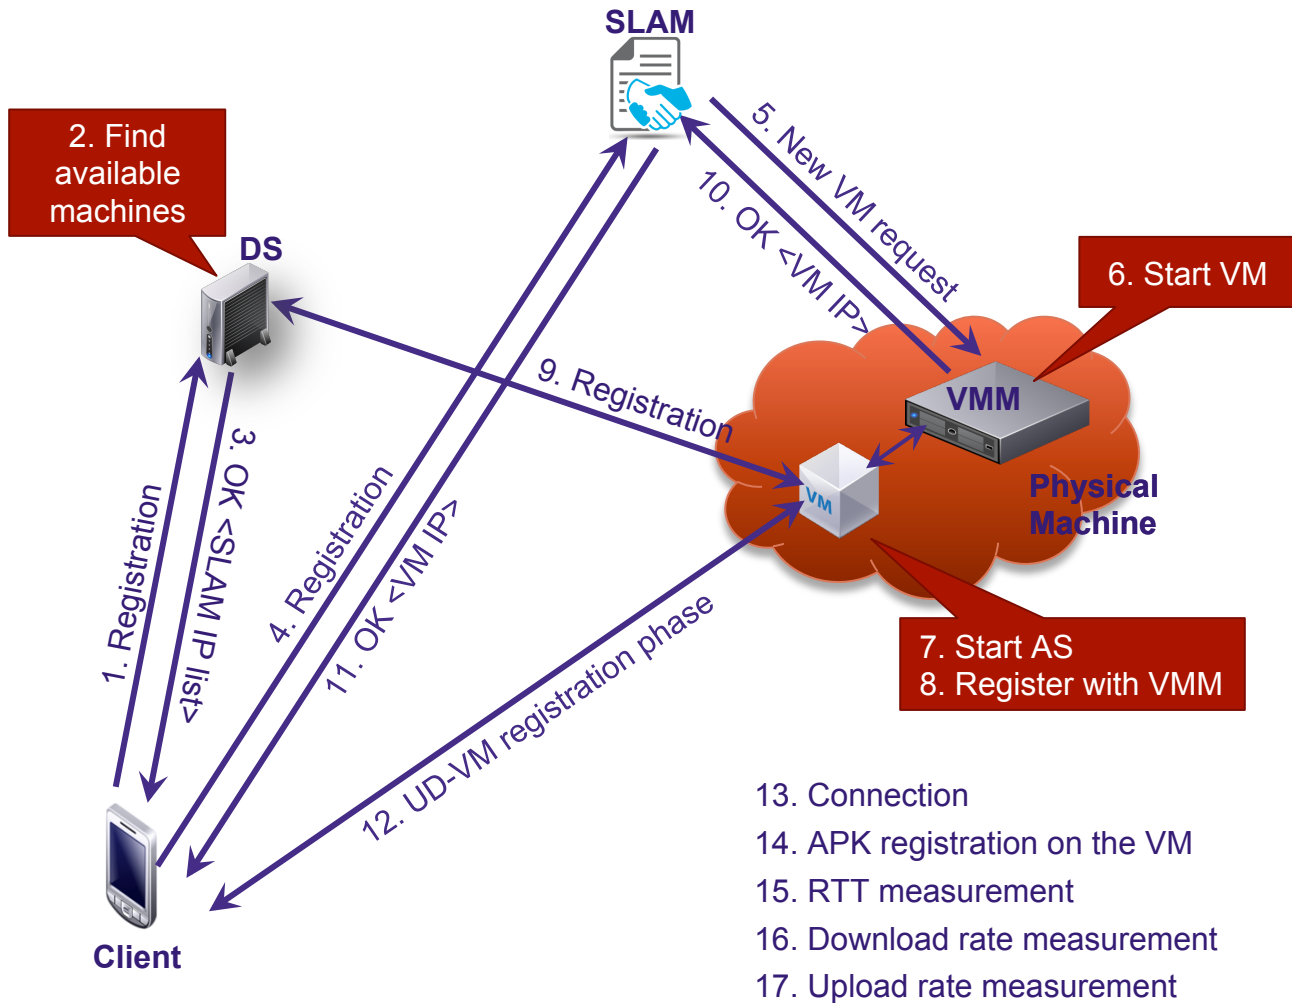 SLAM
2. Find
available
machines
DS
5. New VM request
10. OK <VM IP>
6. Start VM
9. Registration
VMM
VM
Physical
Machine
3. OK <SLAM IP list>
1. Registration
4. Registration
11. OK <VM IP>
12. UD-VM registration phase
7. Start AS
8. Register with VMM
Client
13. Connection
14. APK registration on the VM
15. RTT measurement
16. Download rate measurement
17. Upload rate measurement